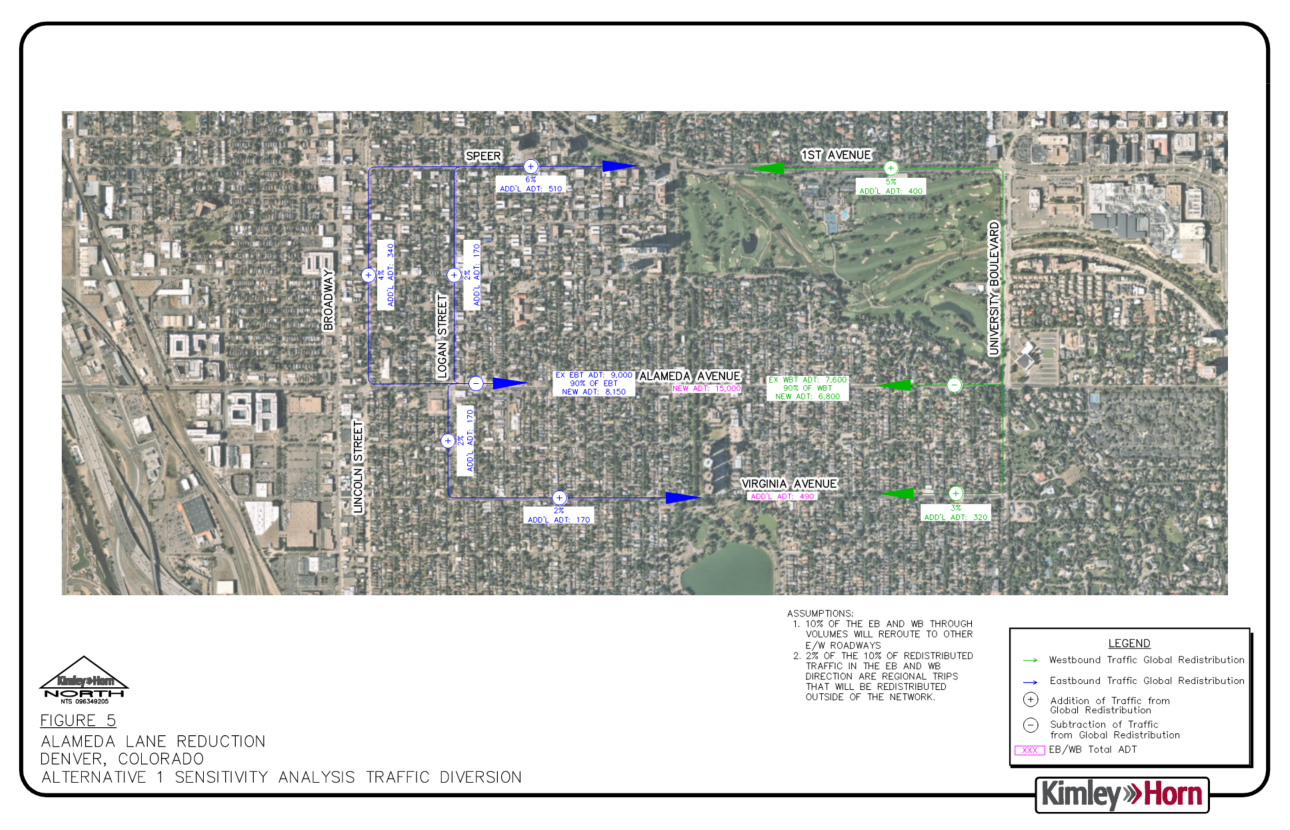 SPEER
6%
ADD'L ADT: 510
1ST AVENUE
5%
ADD'L ADT: 400
BROADWAY
4%
ADD'L ADT: 340
LOGAN STREET
2%
ADD'L ADT: 170
UNIVERSITY BOULEVARD
EX EBT ADT: 9,000
90% OF EBT
NEW ADT: 8,150
ALAMEDA AVENUE
NEW ADT: 15,000
EX WBT ADT: 7,600
90% OF WBT
NEW ADT: 6,800
LINCOLN STREET
2%
ADD'L ADT: 170
2%
ADD'L ADT: 170
VIRGINIA AVENUE
ADD'L ADT: 490
3%
ADD'L ADT: 320
ASSUMPTIONS:
1. 10% OF THE EB AND WB THROUGH
VOLUMES WILL REROUTE TO OTHER
E/W ROADWAYS
2. 2% OF THE 10% OF REDISTRIBUTED
TRAFFIC IN THE EB AND WB
DIRECTION ARE REGIONAL TRIPS
THAT WILL BE REDISTRIBUTED
OUTSIDE OF THE NETWORK.
LEGEND
Westbound Traffic Global Redistribution
Eastbound Traffic Global Redistribution
+ Addition of Traffic from
Global Redistribution
− Subtraction of Traffic
from Global Redistribution
XXX EB/WB Total ADT
Kimley»Horn
NORTH
NTS 096349205
FIGURE 5
ALAMEDA LANE REDUCTION
DENVER, COLORADO
ALTERNATIVE 1 SENSITIVITY ANALYSIS TRAFFIC DIVERSION
Kimley»Horn